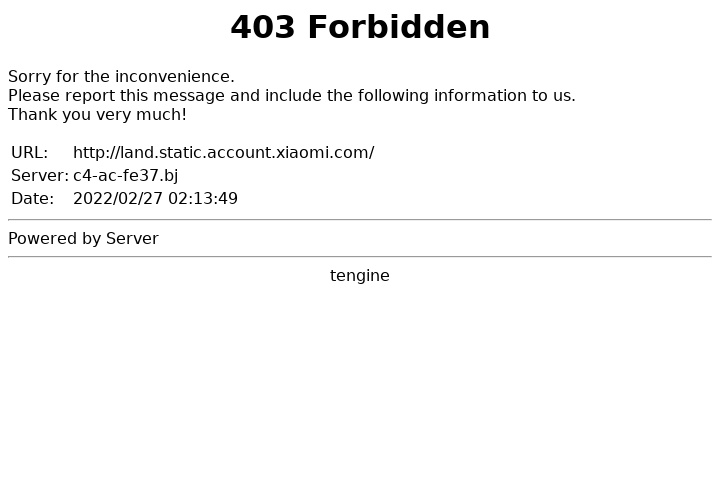 403 Forbidden
Sorry for the inconvenience.
Please report this message and include the following information to us.
Thank you very much!
URL: http://land.static.account.xiaomi.com/
Server: c4-ac-fe37.bj
Date: 2022/02/27 02:13:49
Powered by Server
tengine